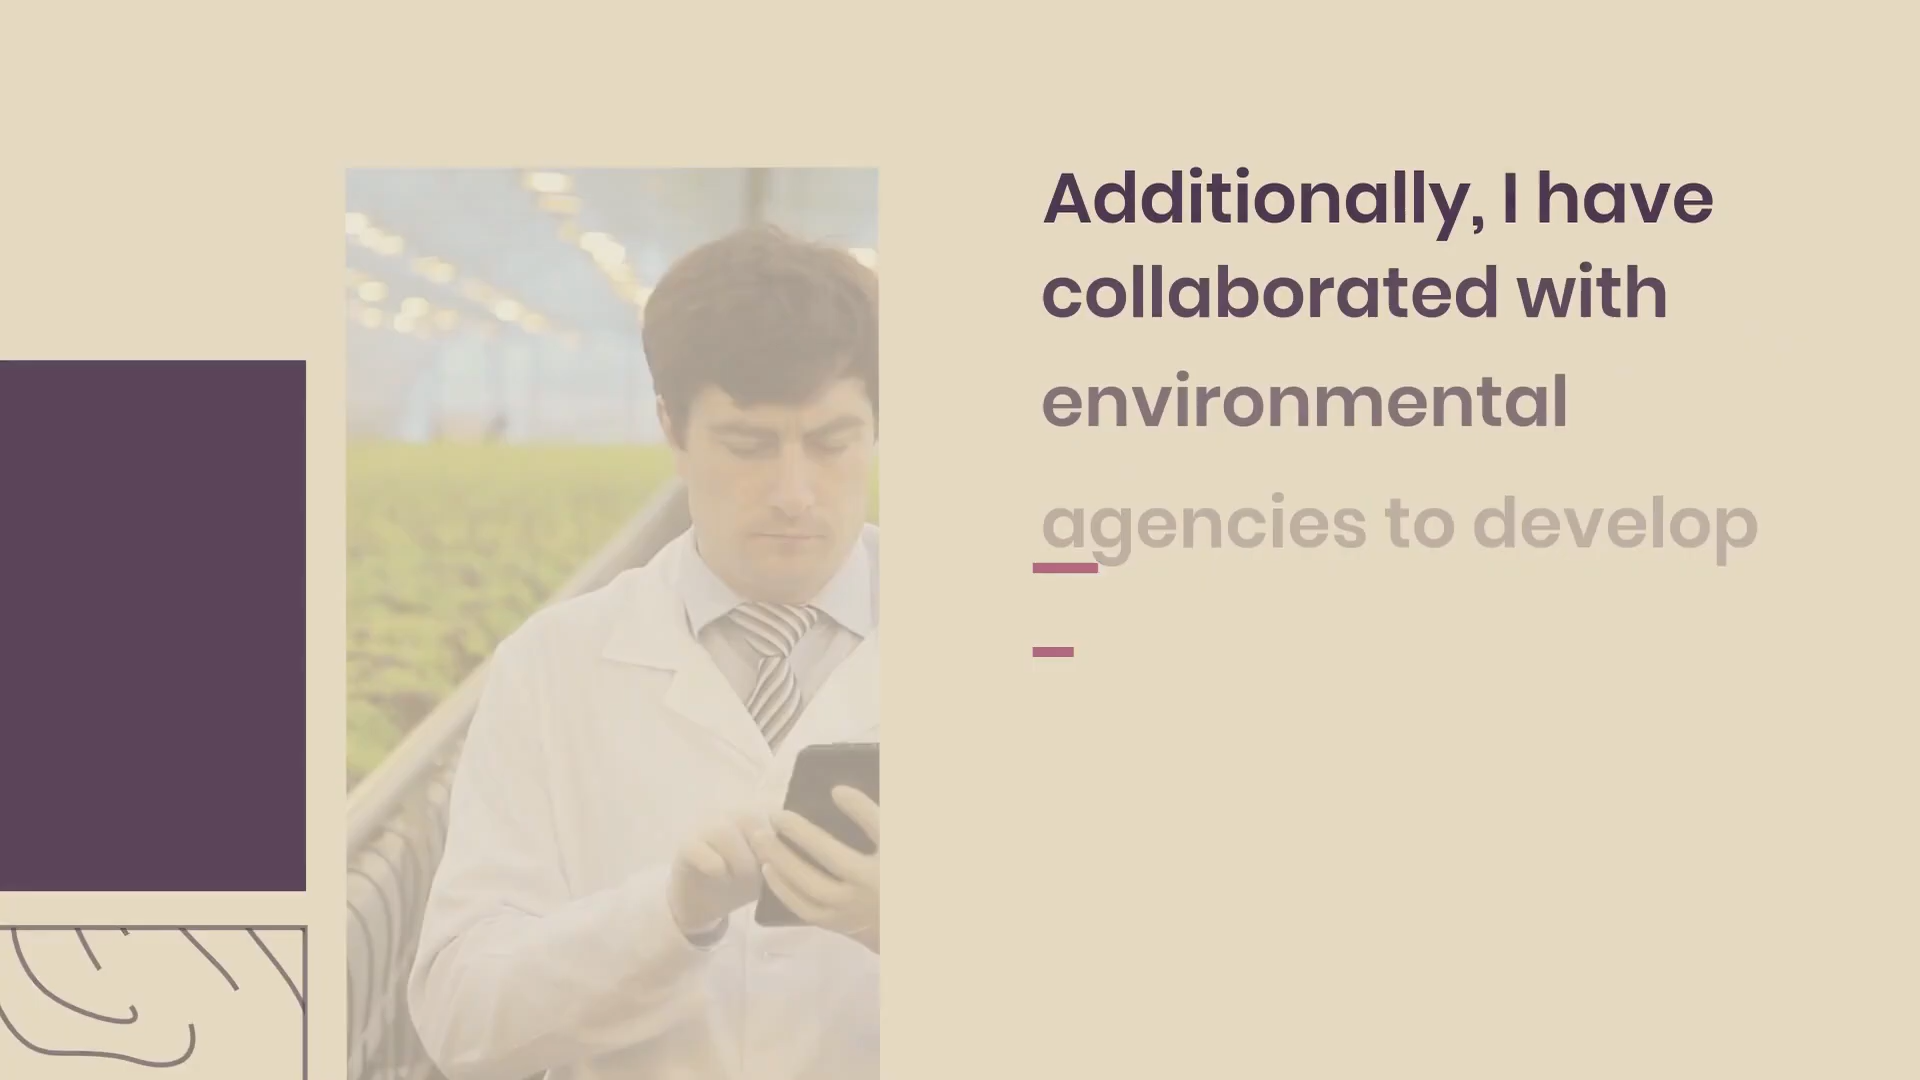 Additionally, I have
collaborated with
environmental
agencies to develop